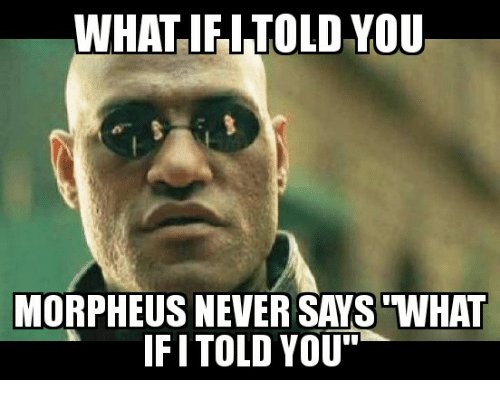 WHAT IF I TOLD YOU
MORPHEUS NEVER SAYS "WHAT
IF I TOLD YOU"